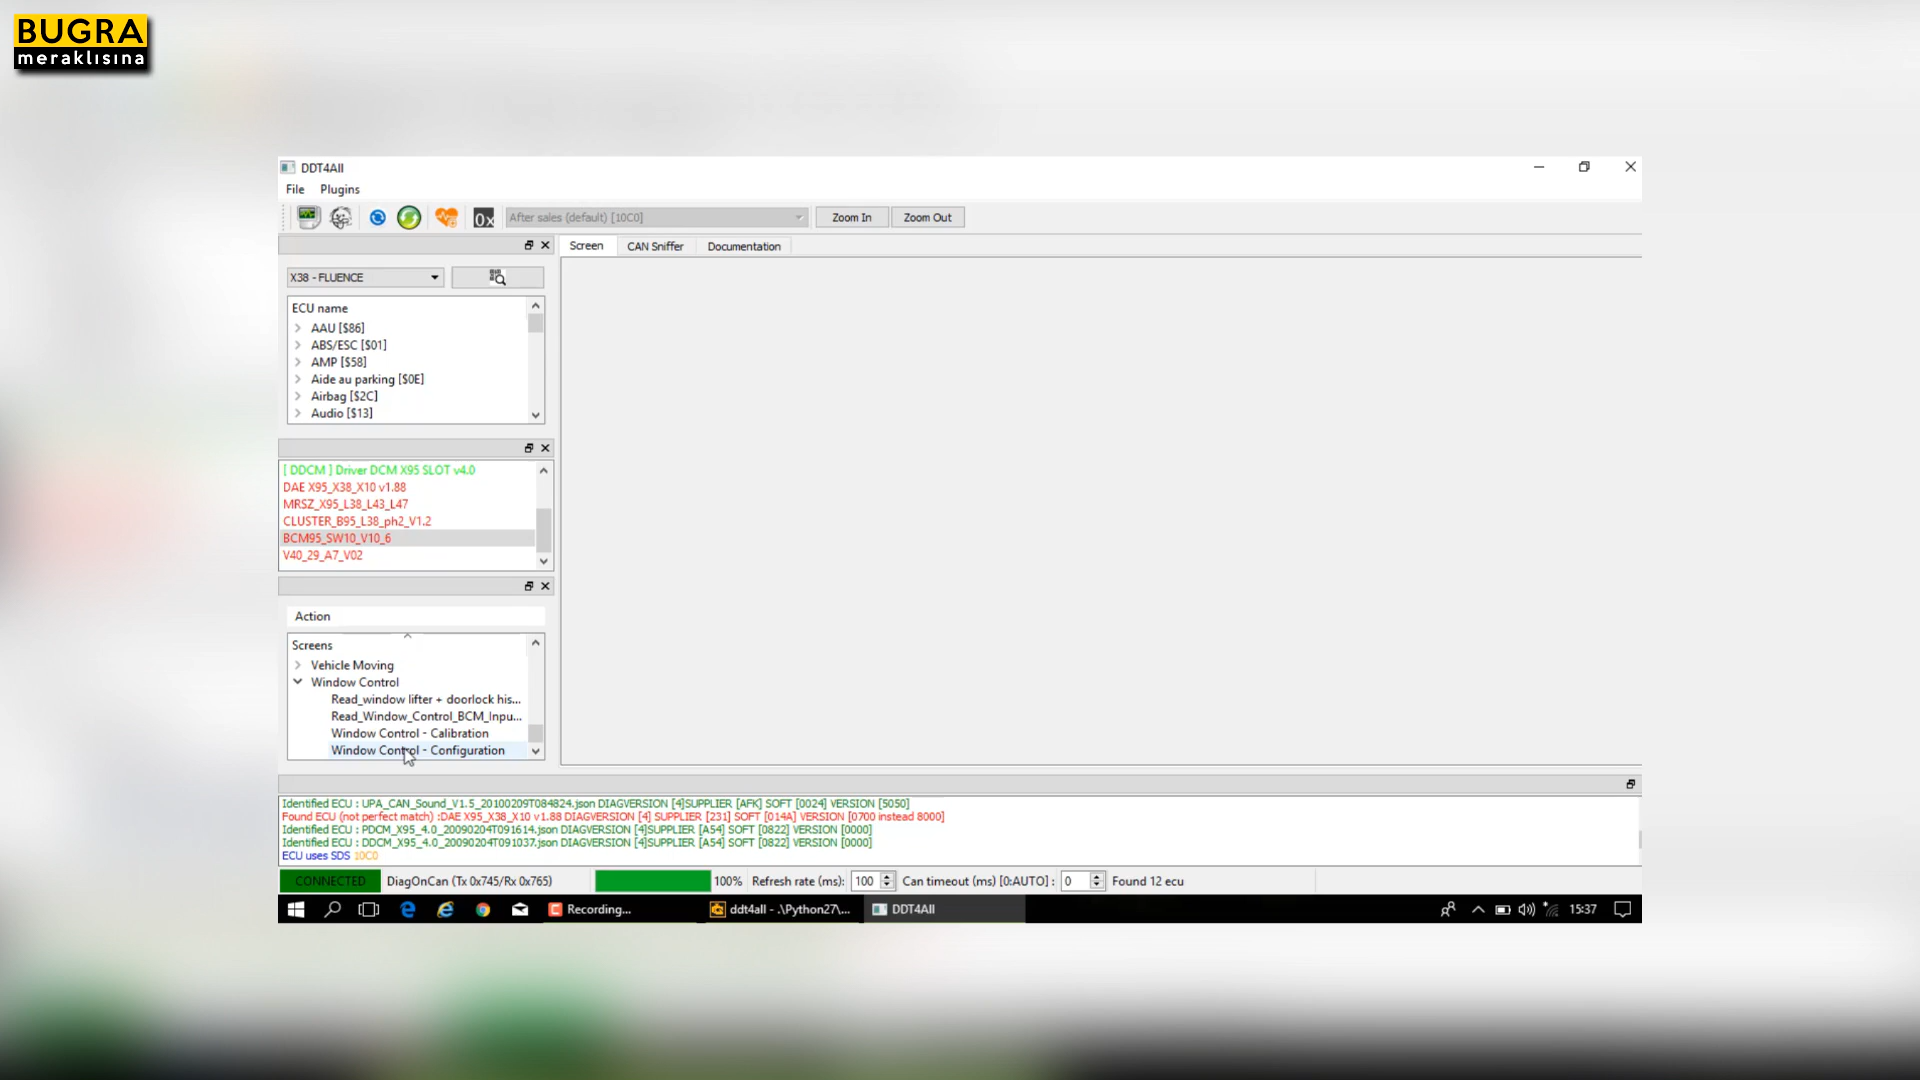 BUGRA
meraklısına
DDT4All
File Plugins
0x After sales (default) [10C0] Zoom In Zoom Out
Screen CAN Sniffer Documentation
X38 - FLUENCE
ECU name
AAU [$86]
ABS/ESC [$01]
AMP [$58]
Aide au parking [$0E]
Airbag [$2C]
Audio [$13]
[ DDCM ] Driver DCM X95 SLOT v4.0
DAE X95_X38_X10 v1.88
MRSZ_X95_L38_L43_L47
CLUSTER_B95_L38_ph2_V1.2
BCM95_SW10_V10_6
V40_29_A7_V02
Action
Screens
Vehicle Moving
Window Control
Read_window lifter + doorlock his...
Read_Window_Control_BCM_Inpu...
Window Control - Calibration
Window Control - Configuration
Identified ECU : UPA_CAN_Sound_V1.5_20100209T084824.json DIAGVERSION [4]SUPPLIER [AFK] SOFT [0024] VERSION [5050]
Found ECU (not perfect match) :DAE X95_X38_X10 v1.88 DIAGVERSION [4] SUPPLIER [231] SOFT [014A] VERSION [0700 instead 8000]
Identified ECU : PDCM_X95_4.0_20090204T091614.json DIAGVERSION [4]SUPPLIER [A54] SOFT [0822] VERSION [0000]
Identified ECU : DDCM_X95_4.0_20090204T091037.json DIAGVERSION [4]SUPPLIER [A54] SOFT [0822] VERSION [0000]
ECU uses SDS 10C0
CONNECTED DiagOnCan (Tx 0x745/Rx 0x765) 100% Refresh rate (ms): 100 Can timeout (ms) [0:AUTO] : 0 Found 12 ecu
Recording... ddt4all - .\Python27\... DDT4All 15:37